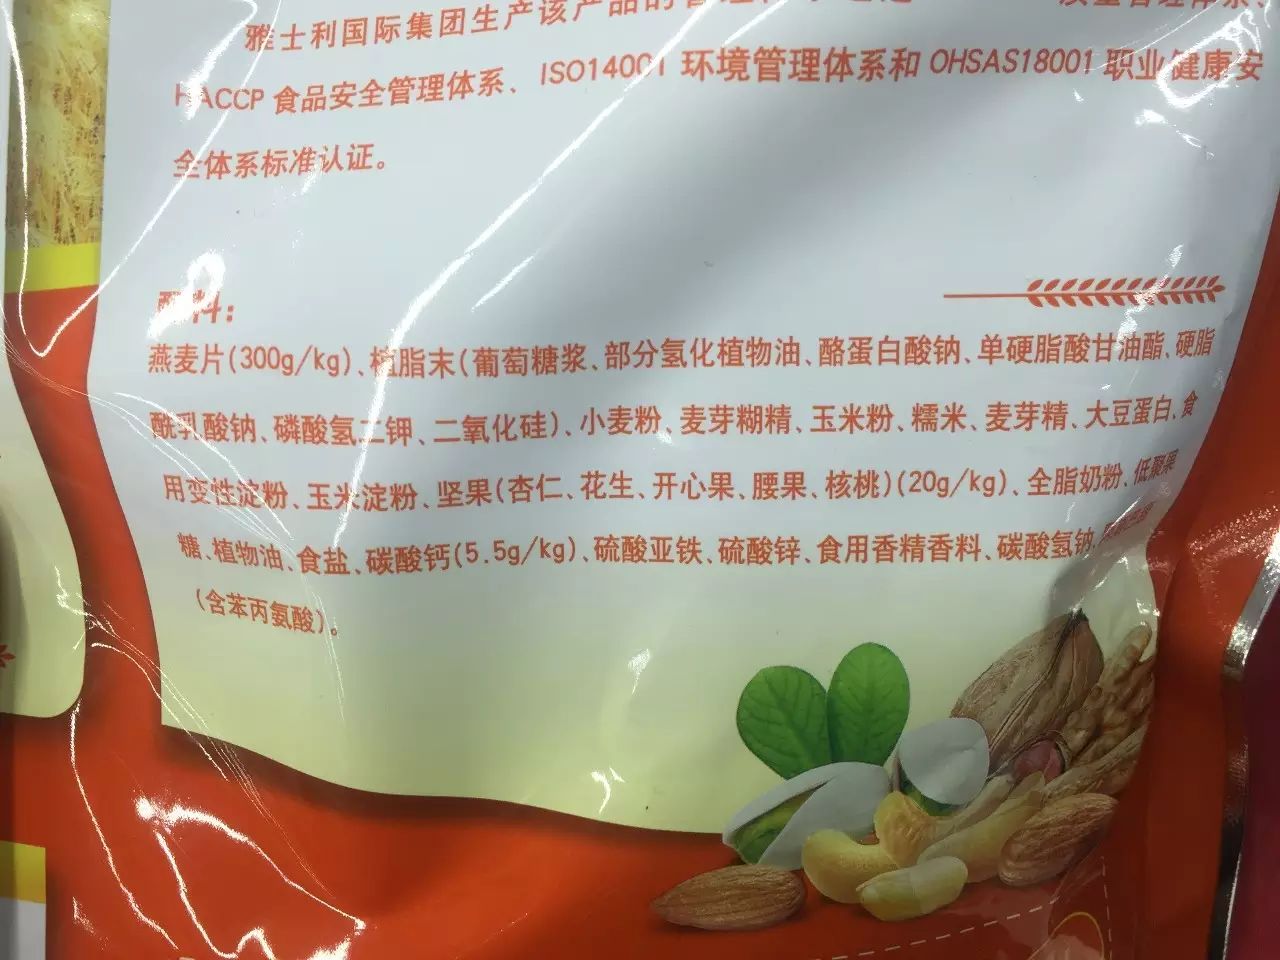 雅士利国际集团生产该产品的管理
HACCP 食品安全管理体系、ISO14001 环境管理体系和 OHSAS18001 职业健康安
全体系标准认证。
配料：
燕麦片(300g/kg)、植脂末(葡萄糖浆、部分氢化植物油、酪蛋白酸钠、单硬脂酸甘油酯、硬脂
酰乳酸钠、磷酸氢二钾、二氧化硅)、小麦粉、麦芽糊精、玉米粉、糯米、麦芽精、大豆蛋白、食
用变性淀粉、玉米淀粉、坚果(杏仁、花生、开心果、腰果、核桃)(20g/kg)、全脂奶粉、低聚果
糖、植物油、食盐、碳酸钙(5.5g/kg)、硫酸亚铁、硫酸锌、食用香精香料、碳酸氢钠、
(含苯丙氨酸)。